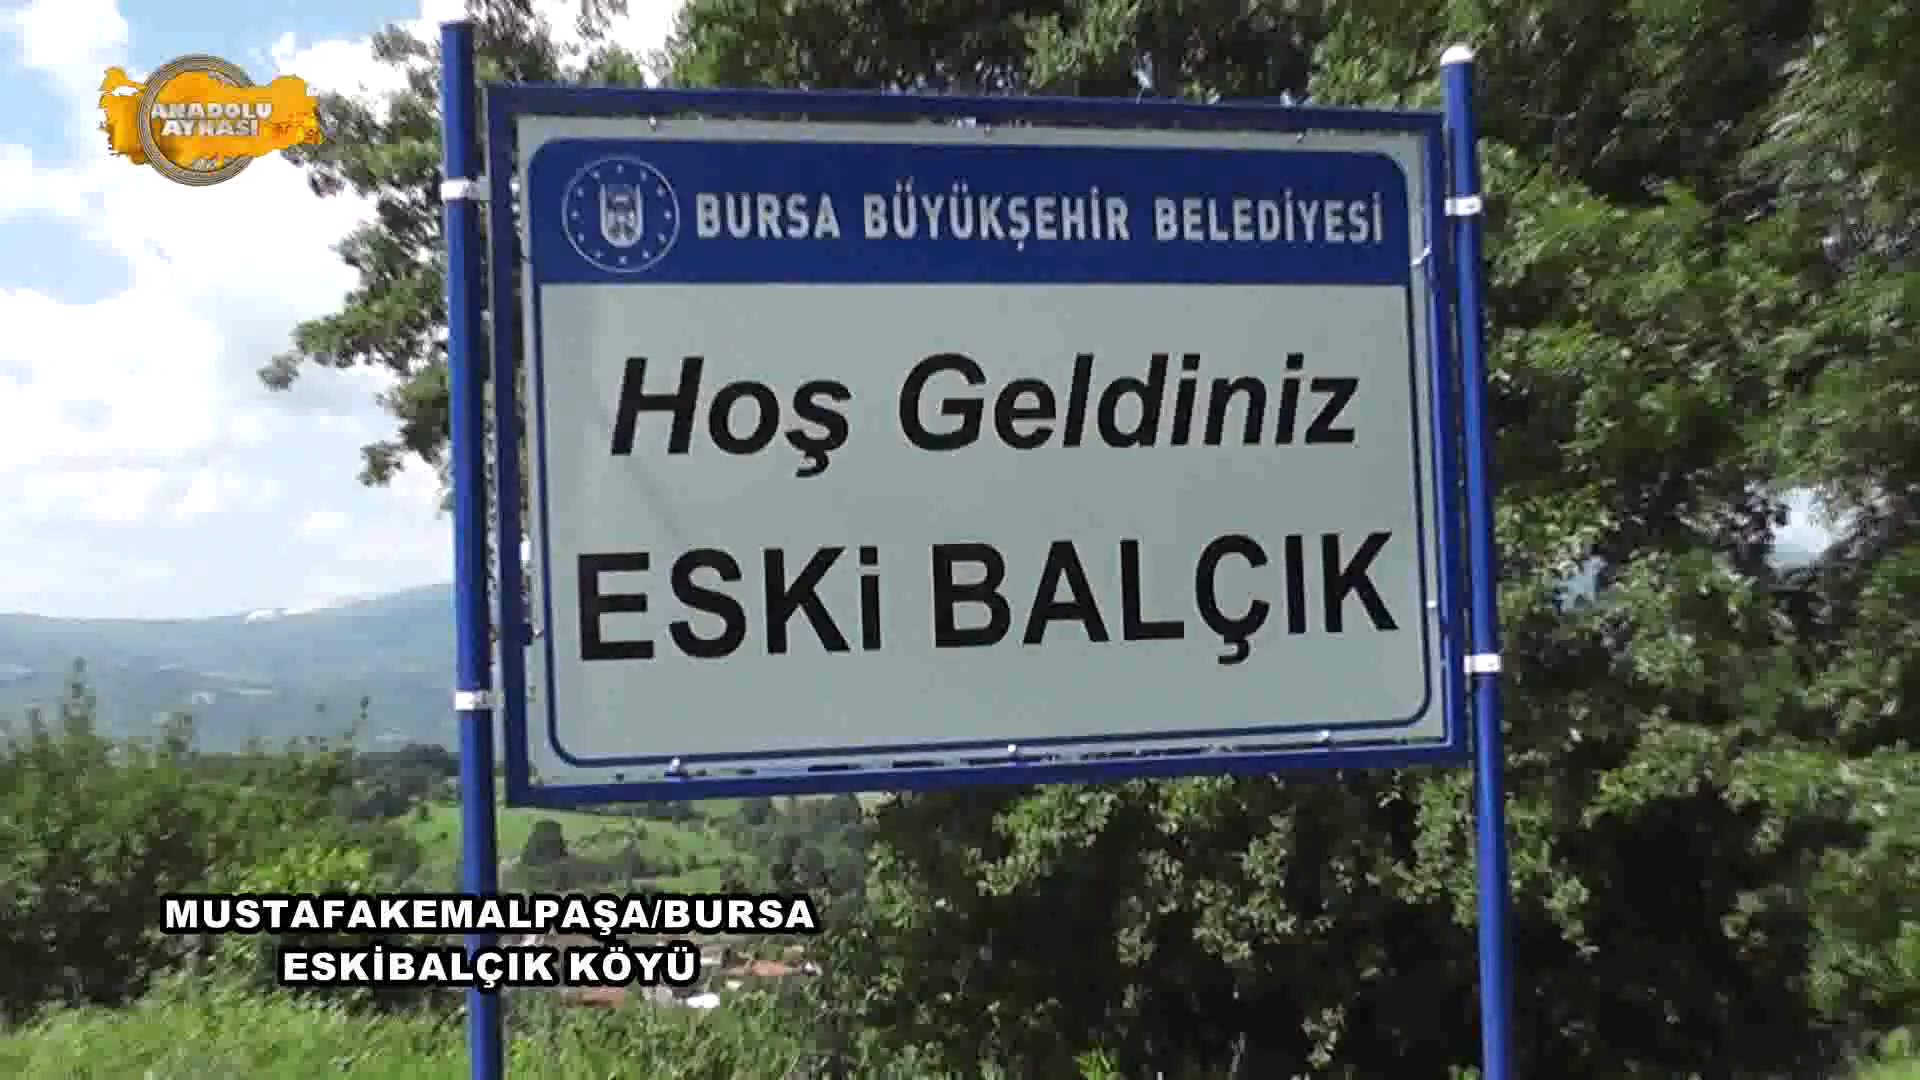 ANADOLU
AYNASI
BURSA BÜYÜKŞEHİR BELEDİYESİ
Hoş Geldiniz
ESKi BALÇIK
MUSTAFAKEMALPAŞA/BURSA
ESKİBALÇIK KÖYÜ